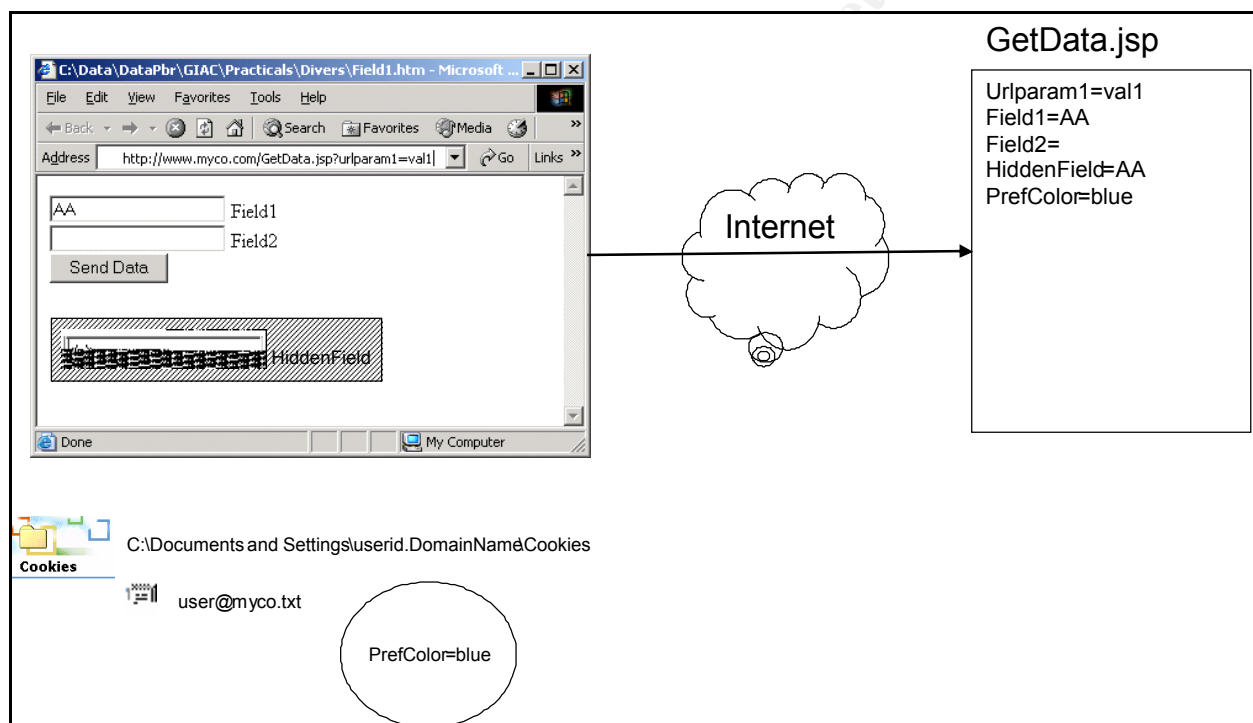 GetData.jsp
C:\Data\DataPbr\GIAC\Practicals\Divers\Field1.htm - Microsoft ...
File Edit View Favorites Tools Help
Back Search Favorites Media »
Address http://www.myco.com/GetData.jsp?urlparam1=val1 Go Links »
AA Field1
Field2
Send Data
HiddenField
Done My Computer
Internet
Urlparam1=val1
Field1=AA
Field2=
HiddenField=AA
PrefColor=blue
Cookies
C:\Documents and Settings\userid.DomainName\Cookies
user@myco.txt
PrefColor=blue